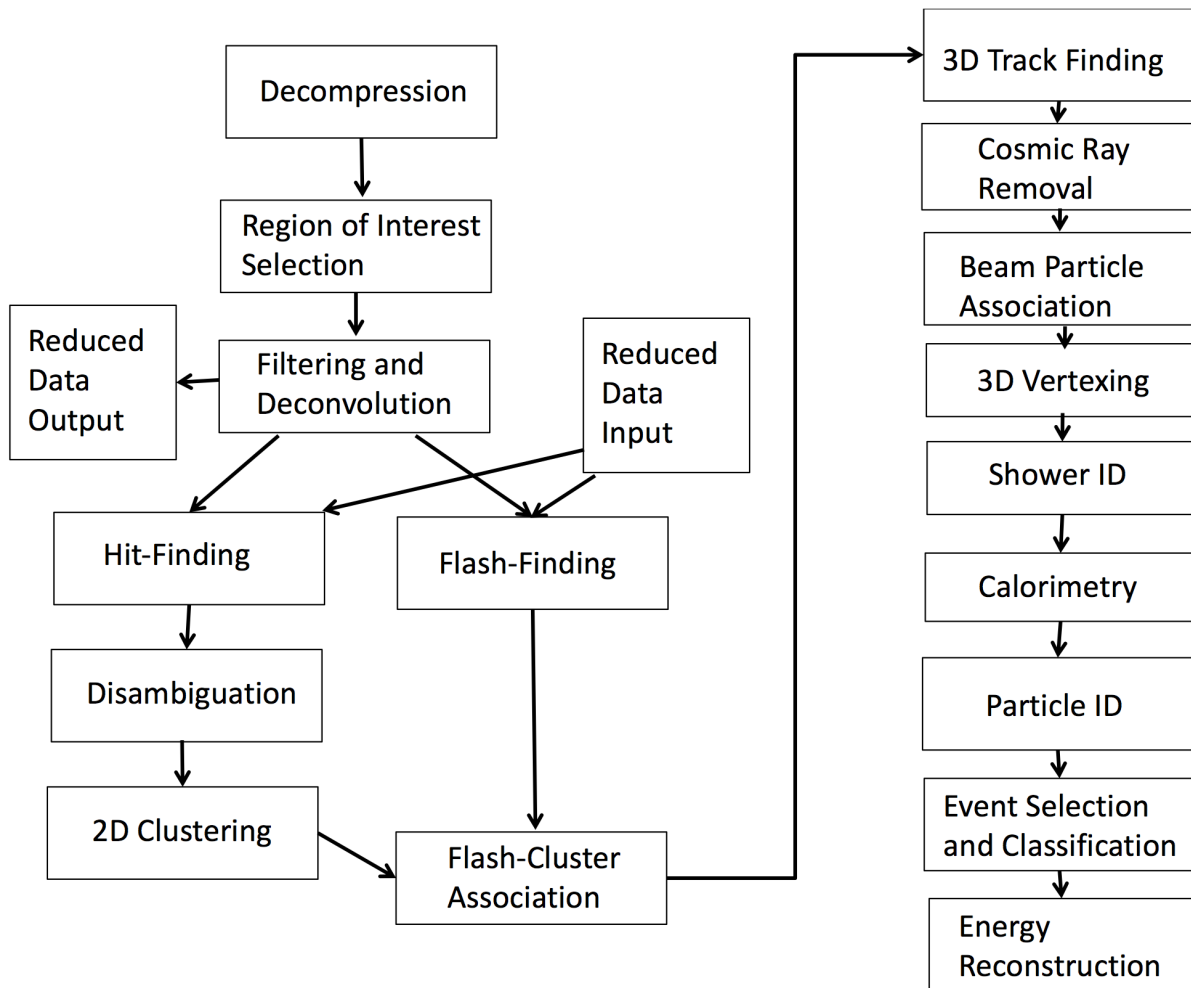 Decompression
Region of Interest
Selection
Reduced
Data
Output
Filtering and
Deconvolution
Reduced
Data
Input
Hit-Finding
Flash-Finding
Disambiguation
2D Clustering
Flash-Cluster
Association
3D Track Finding
Cosmic Ray
Removal
Beam Particle
Association
3D Vertexing
Shower ID
Calorimetry
Particle ID
Event Selection
and Classification
Energy
Reconstruction